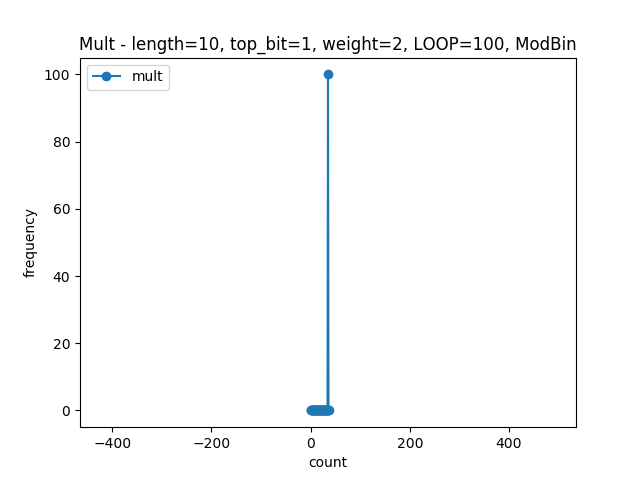 Mult - length=10, top_bit=1, weight=2, LOOP=100, ModBin
mult
100
80
60
40
20
0
frequency
−400
−200
0
200
400
count